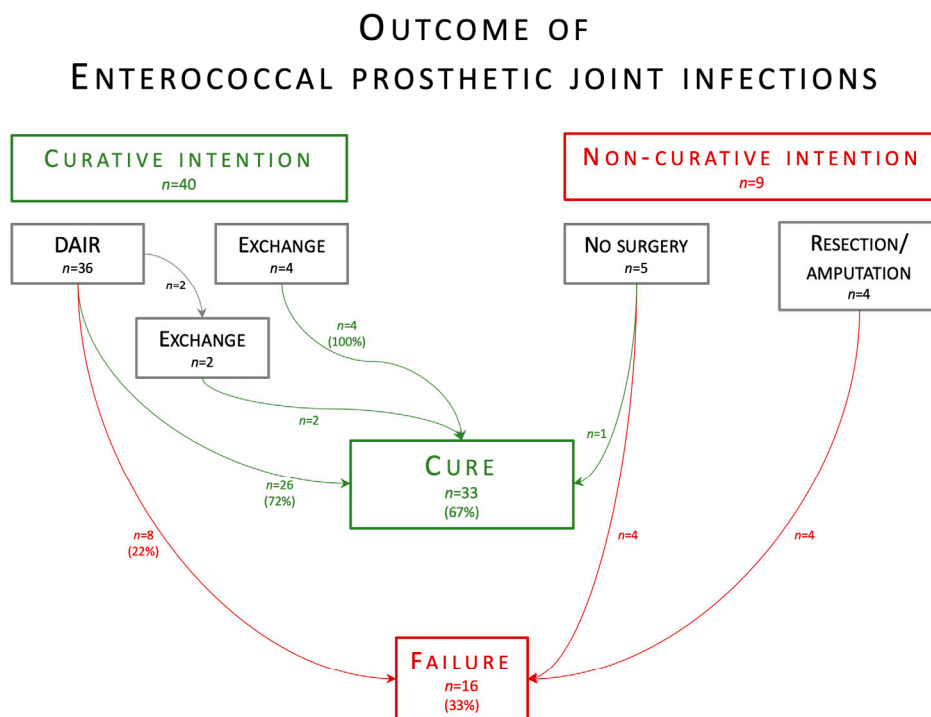 OUTCOME OF
ENTEROCOCCAL PROSTHETIC JOINT INFECTIONS
CURATIVE INTENTION
n=40
NON-CURATIVE INTENTION
n=9
DAIR
n=36
EXCHANGE
n=4
NO SURGERY
n=5
RESECTION/
AMPUTATION
n=4
n=2
EXCHANGE
n=2
n=4
(100%)
n=2
n=1
CURE
n=33
(67%)
n=26
(72%)
n=8
(22%)
n=4
n=4
FAILURE
n=16
(33%)